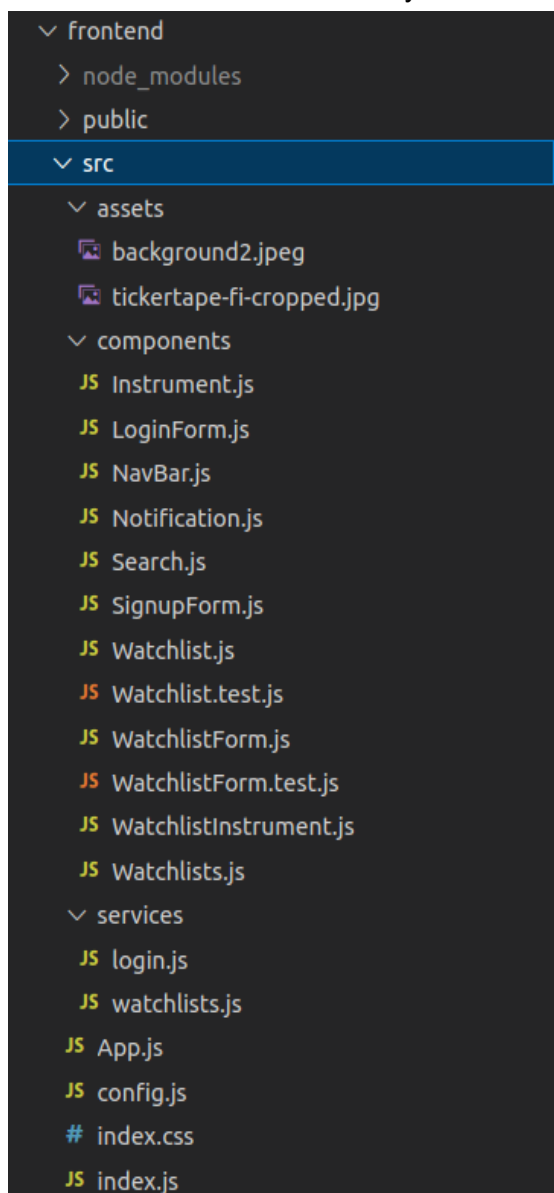 frontend
node_modules
public
src
assets
background2.jpeg
tickertape-fi-cropped.jpg
components
JS Instrument.js
JS LoginForm.js
JS NavBar.js
JS Notification.js
JS Search.js
JS SignupForm.js
JS Watchlist.js
JS Watchlist.test.js
JS WatchlistForm.js
JS WatchlistForm.test.js
JS WatchlistInstrument.js
JS Watchlists.js
services
JS login.js
JS watchlists.js
JS App.js
JS config.js
# index.css
JS index.js